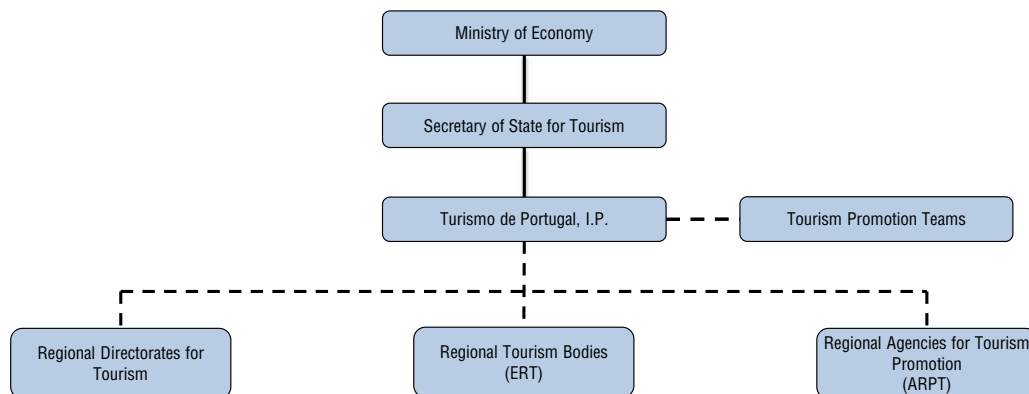 Ministry of Economy
Secretary of State for Tourism
Turismo de Portugal, I.P.
Tourism Promotion Teams
Regional Directorates for
Tourism
Regional Tourism Bodies
(ERT)
Regional Agencies for Tourism
Promotion
(ARPT)